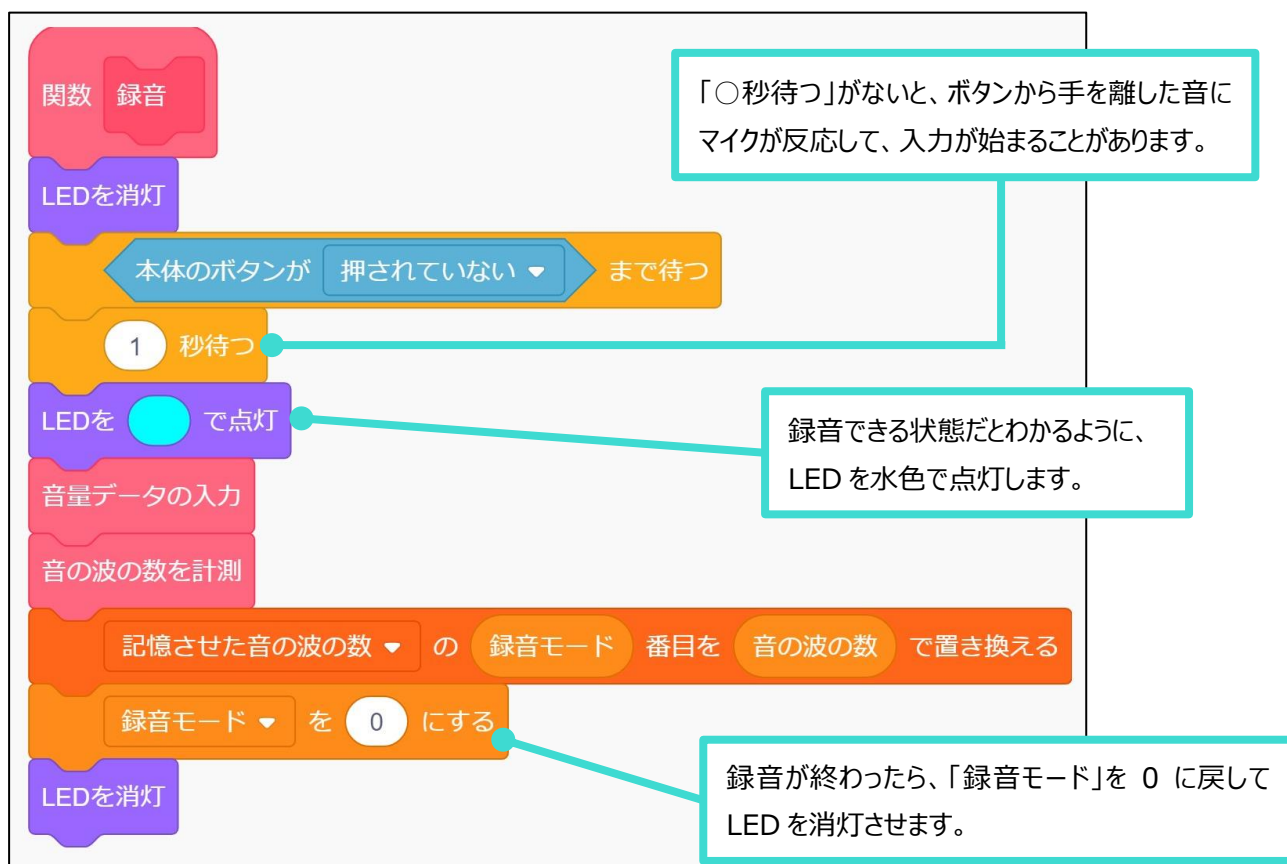 関数 録音
LEDを消灯
本体のボタンが 押されていない まで待つ
1 秒待つ
LEDを で点灯
音量データの入力
音の波の数を計測
記憶させた音の波の数 の 録音モード 番目を 音の波の数 で置き換える
録音モード を 0 にする
LEDを消灯
「○秒待つ」がないと、ボタンから手を離した音に
マイクが反応して、入力が始まることがあります。
録音できる状態だとわかるように、
LED を水色で点灯します。
録音が終わったら、「録音モード」を 0 に戻して
LED を消灯させます。